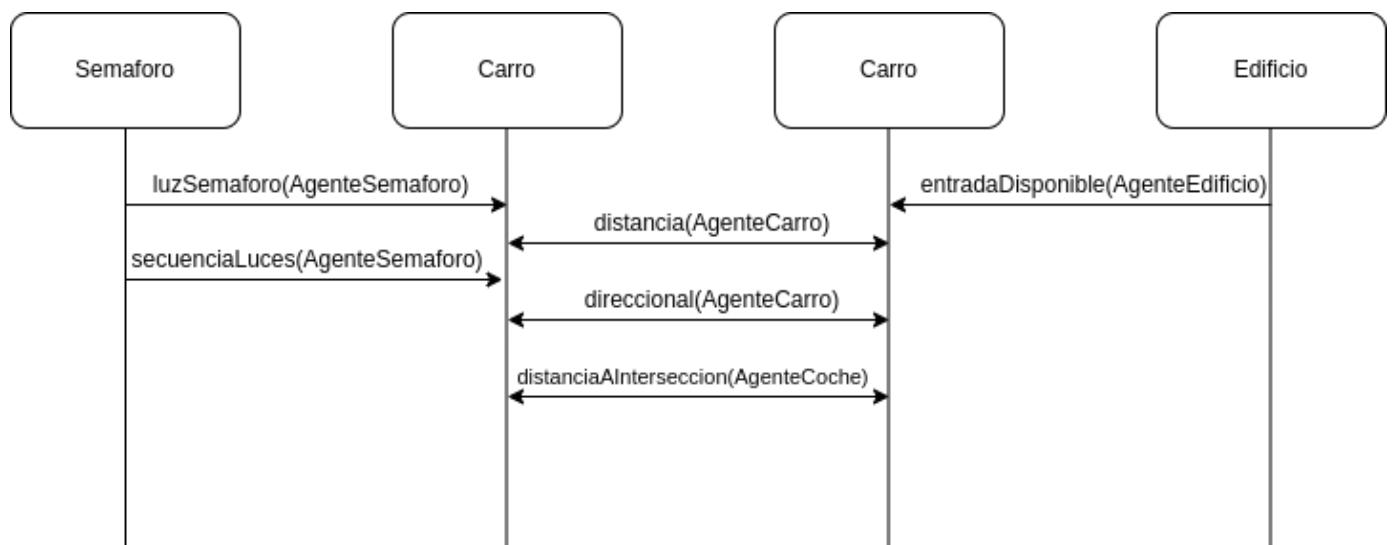 Semaforo
Carro
Carro
Edificio
luzSemaforo(AgenteSemaforo)
entradaDisponible(AgenteEdificio)
distancia(AgenteCarro)
secuenciaLuces(AgenteSemaforo)
direccional(AgenteCarro)
distanciaAInterseccion(AgenteCoche)